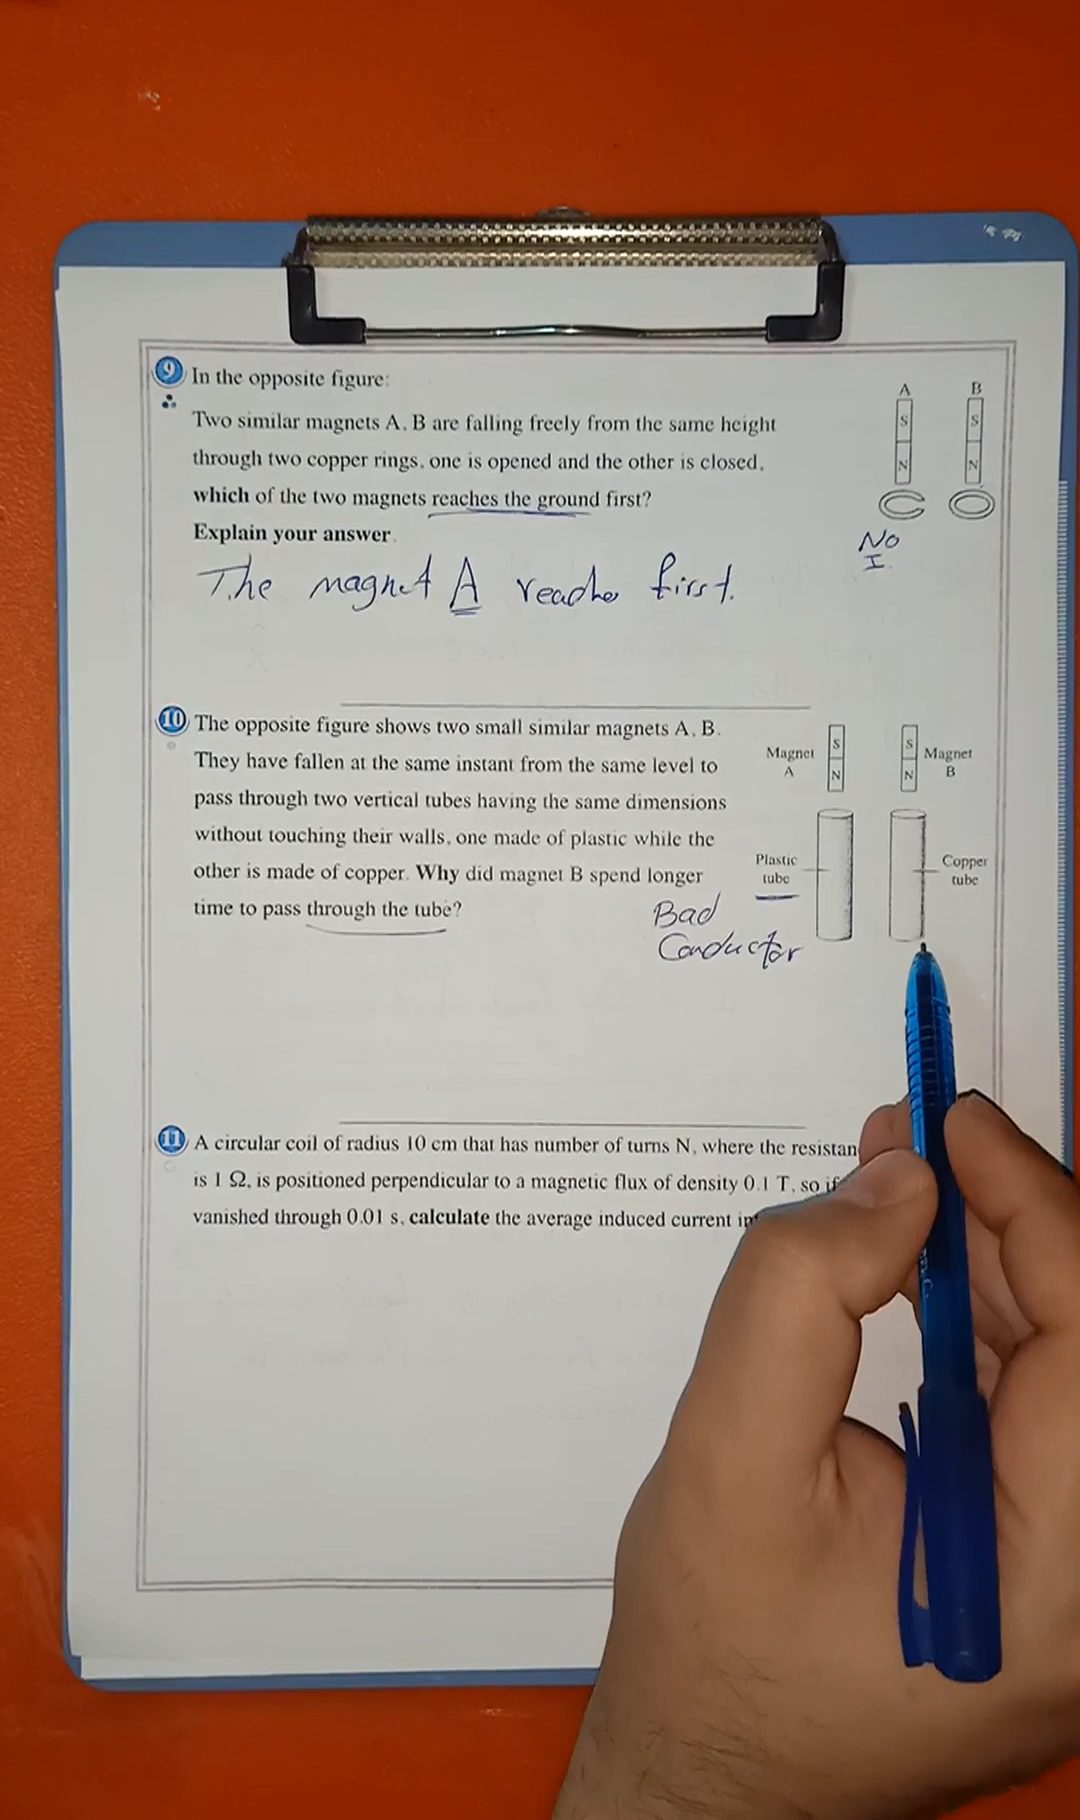 9 In the opposite figure:
Two similar magnets A, B are falling freely from the same height
through two copper rings, one is opened and the other is closed,
which of the two magnets reaches the ground first?
Explain your answer.
A B
S S
N N
No
I
The magnet A reaches first.
10 The opposite figure shows two small similar magnets A, B.
They have fallen at the same instant from the same level to
pass through two vertical tubes having the same dimensions
without touching their walls, one made of plastic while the
other is made of copper. Why did magnet B spend longer
time to pass through the tube?
Magnet
A
S S
N N
Magnet
B
Plastic
tube
Copper
tube
Bad
Conductor
11 A circular coil of radius 10 cm that has number of turns N, where the resistan
is 1 Ω, is positioned perpendicular to a magnetic flux of density 0.1 T, so if
vanished through 0.01 s, calculate the average induced current